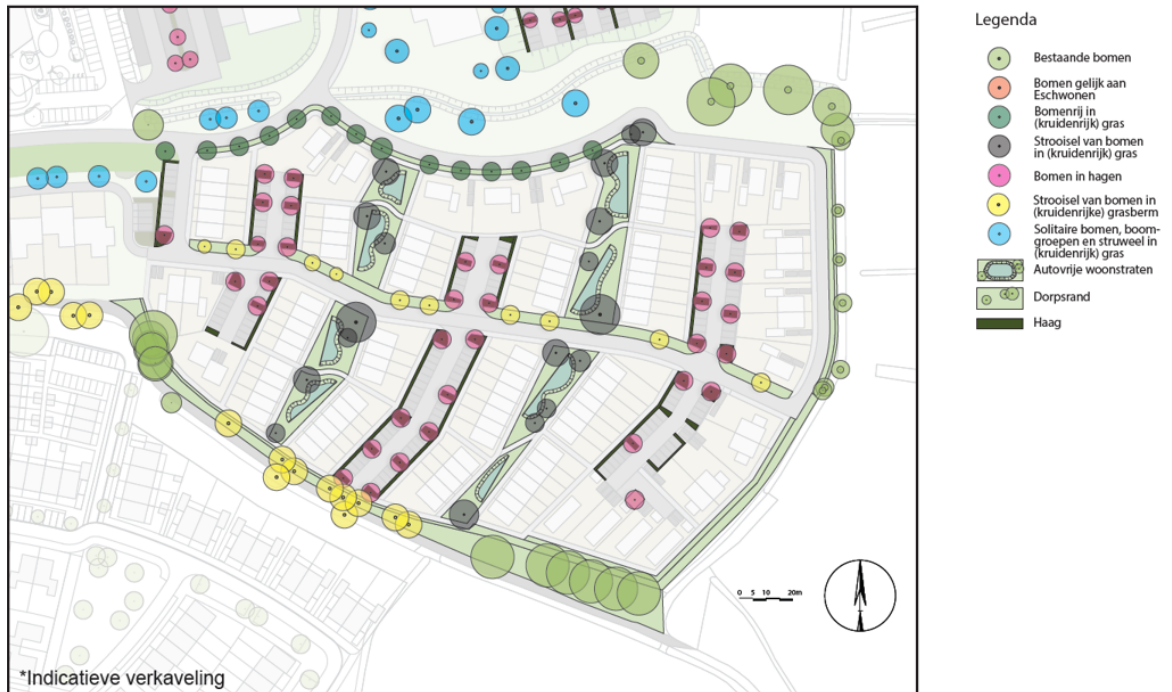 Legenda
Bestaande bomen
Bomen gelijk aan
Eschwonen
Bomenrij in
(kruidenrijk) gras
Strooisel van bomen
in (kruidenrijk) gras
Bomen in hagen
Strooisel van bomen in
(kruidenrijke) grasberm
Solitaire bomen, boom-
groepen en struweel in
(kruidenrijk) gras
Autovrije woonstraten
Dorpsrand
Haag
0 5 10 20m
*Indicatieve verkaveling